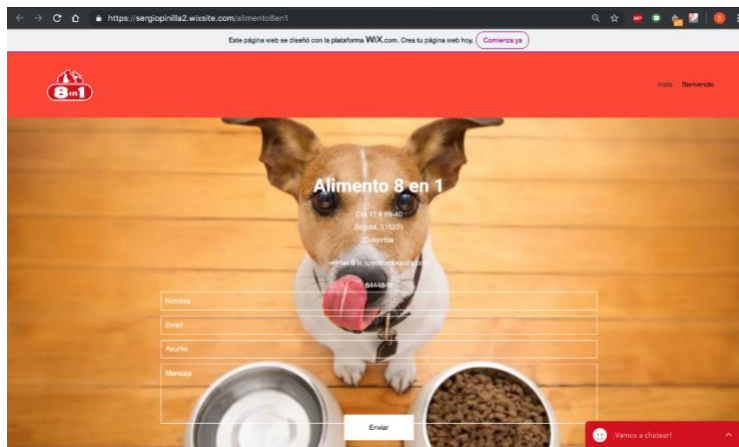 https://sergiopinilla2.wixsite.com/alimento8en1
Este página web se diseñó con la plataforma WiX.com. Crea tu página web hoy. Comienza ya
8in1
Inicio Bienvenido
Alimento 8 en 1
Bogotá,
Colombia
Nombre
Email
Asunto
Mensaje
Enviar
¡Vamos a chatear!